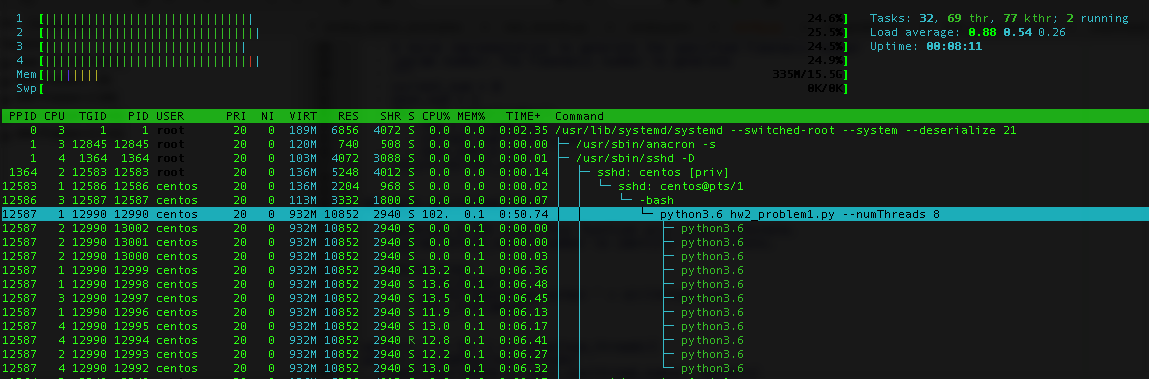 1 [ 24.6%] Tasks: 32, 69 thr, 77 kthr; 2 running
2 [ 25.5%] Load average: 0.88 0.54 0.26
3 [ 24.5%] Uptime: 00:08:11
4 [ 24.9%]
Mem[ 335M/15.5G]
Swp[ 0K/0K]
PPID CPU TGID PID USER PRI NI VIRT RES SHR S CPU% MEM% TIME+ Command
0 3 1 1 root 20 0 189M 6856 4072 S 0.0 0.0 0:02.35 /usr/lib/systemd/systemd --switched-root --system --deserialize 21
1 3 12845 12845 root 20 0 120M 740 508 S 0.0 0.0 0:00.00 /usr/sbin/anacron -s
1 4 1364 1364 root 20 0 103M 4072 3088 S 0.0 0.0 0:00.01 /usr/sbin/sshd -D
1364 2 12583 12583 root 20 0 136M 5248 4012 S 0.0 0.0 0:00.14 sshd: centos [priv]
12583 1 12586 12586 centos 20 0 136M 2204 968 S 0.0 0.0 0:00.02 sshd: centos@pts/1
12586 3 12587 12587 centos 20 0 113M 3332 1800 S 0.0 0.0 0:00.07 -bash
12587 1 12990 12990 centos 20 0 932M 10852 2940 S 102. 0.1 0:50.74 python3.6 hw2_problem1.py --numThreads 8
12587 2 12990 13002 centos 20 0 932M 10852 2940 S 0.0 0.1 0:00.00 python3.6
12587 2 12990 13001 centos 20 0 932M 10852 2940 S 0.0 0.1 0:00.00 python3.6
12587 2 12990 13000 centos 20 0 932M 10852 2940 S 0.0 0.1 0:00.03 python3.6
12587 1 12990 12999 centos 20 0 932M 10852 2940 S 13.2 0.1 0:06.36 python3.6
12587 1 12990 12998 centos 20 0 932M 10852 2940 S 13.6 0.1 0:06.48 python3.6
12587 3 12990 12997 centos 20 0 932M 10852 2940 S 13.5 0.1 0:06.45 python3.6
12587 1 12990 12996 centos 20 0 932M 10852 2940 S 11.9 0.1 0:06.13 python3.6
12587 4 12990 12995 centos 20 0 932M 10852 2940 S 13.0 0.1 0:06.17 python3.6
12587 4 12990 12994 centos 20 0 932M 10852 2940 R 12.8 0.1 0:06.41 python3.6
12587 2 12990 12993 centos 20 0 932M 10852 2940 S 12.2 0.1 0:06.27 python3.6
12587 4 12990 12992 centos 20 0 932M 10852 2940 S 13.0 0.1 0:06.32 python3.6